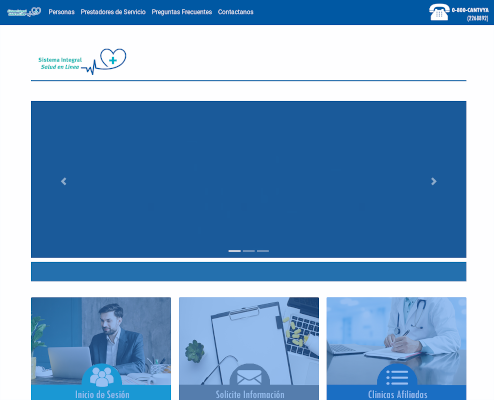 Personas Prestadores de Servicio Preguntas Frecuentes Contactanos
0-800-CANTVYA
(2268892)
Sistema Integral
Salud en Línea
Inicio de Sesión
Solicite Información
Clínicas Afiliadas